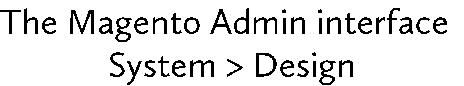 The Magento Admin interface
System > Design